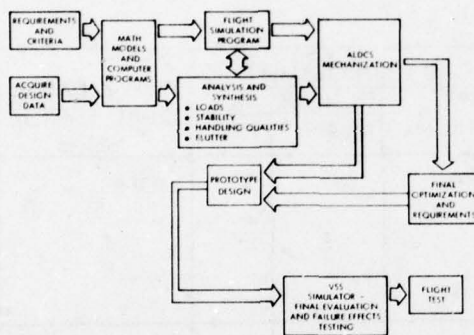 REQUIREMENTS
AND
CRITERIA
ACQUIRE
DESIGN
DATA
MATH
MODELS
AND
COMPUTER
PROGRAMS
FLIGHT
SIMULATION
PROGRAM
ANALYSIS AND
SYNTHESIS
• LOADS
• STABILITY
• HANDLING QUALITIES
• FLUTTER
ALDCS
MECHANIZATION
PROTOTYPE
DESIGN
FINAL
OPTIMIZATION
AND
REQUIREMENTS
VSS
SIMULATOR -
FINAL EVALUATION
AND FAILURE EFFECTS
TESTING
FLIGHT
TEST